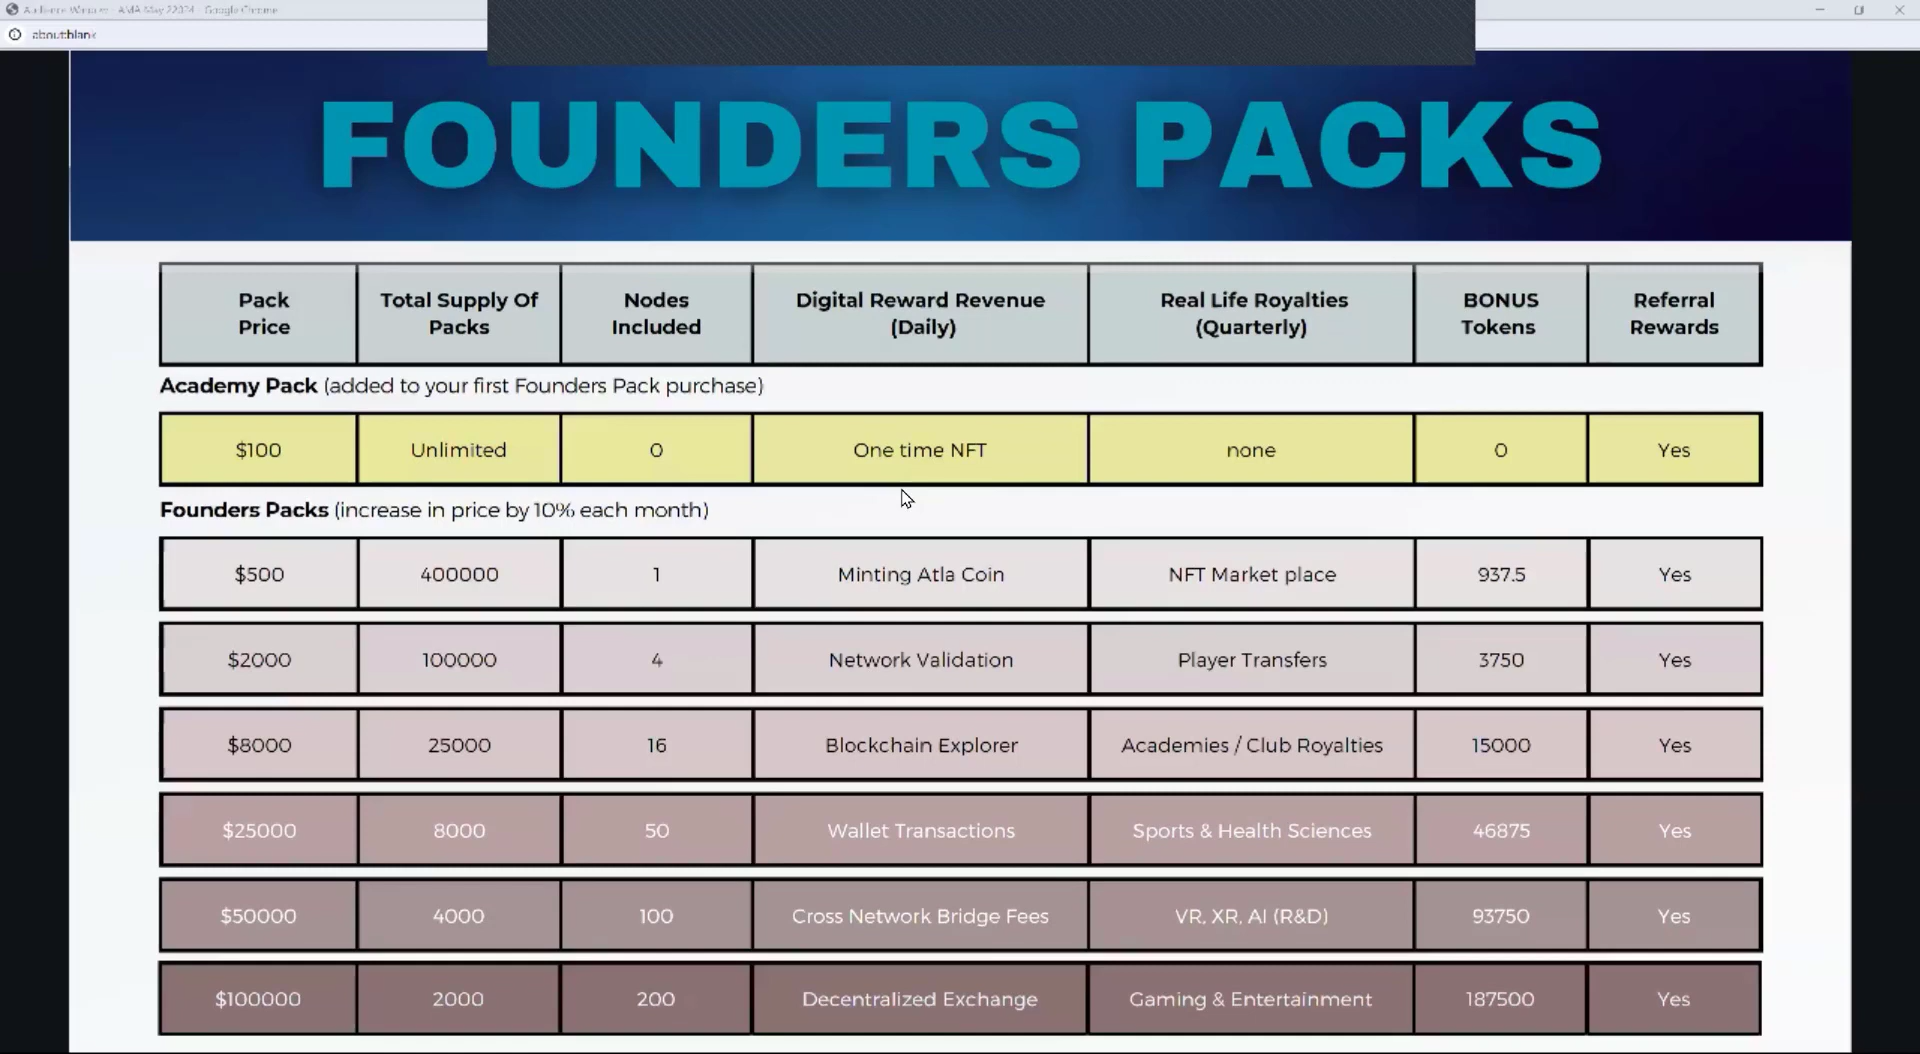 about:blank
FOUNDERS PACKS
Pack Price | Total Supply Of Packs | Nodes Included | Digital Reward Revenue (Daily) | Real Life Royalties (Quarterly) | BONUS Tokens | Referral Rewards
Academy Pack (added to your first Founders Pack purchase)
$100 | Unlimited | 0 | One time NFT | none | 0 | Yes
Founders Packs (increase in price by 10% each month)
$500 | 400000 | 1 | Minting Atla Coin | NFT Market place | 937.5 | Yes
$2000 | 100000 | 4 | Network Validation | Player Transfers | 3750 | Yes
$8000 | 25000 | 16 | Blockchain Explorer | Academies / Club Royalties | 15000 | Yes
$25000 | 8000 | 50 | Wallet Transactions | Sports & Health Sciences | 46875 | Yes
$50000 | 4000 | 100 | Cross Network Bridge Fees | VR, XR, AI (R&D) | 93750 | Yes
$100000 | 2000 | 200 | Decentralized Exchange | Gaming & Entertainment | 187500 | Yes